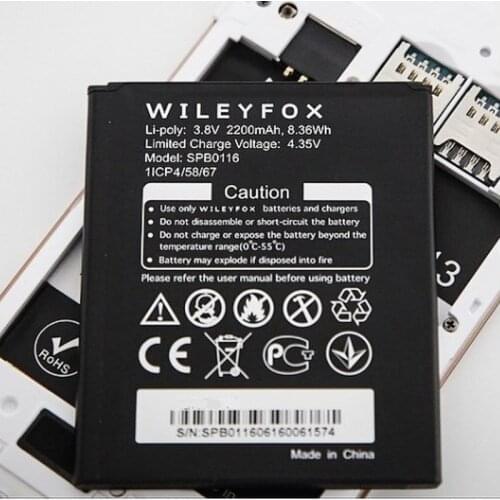 WILEYFOX
Li-poly: 3.8V 2200mAh, 8.36Wh
Limited Charge Voltage: 4.35V
Model: SPB0116
1ICP4/58/67
Caution
Use only WILEYFOX batteries and chargers
Do not disassemble or short-circuit the battery
Do not charge or expose the battery beyond the
temperature range(0°C-55°C)
Battery may explode if disposed in fire
Please refer the user manual before using.
CE
S/N:SPB011606160061574
Made in China
RoHS